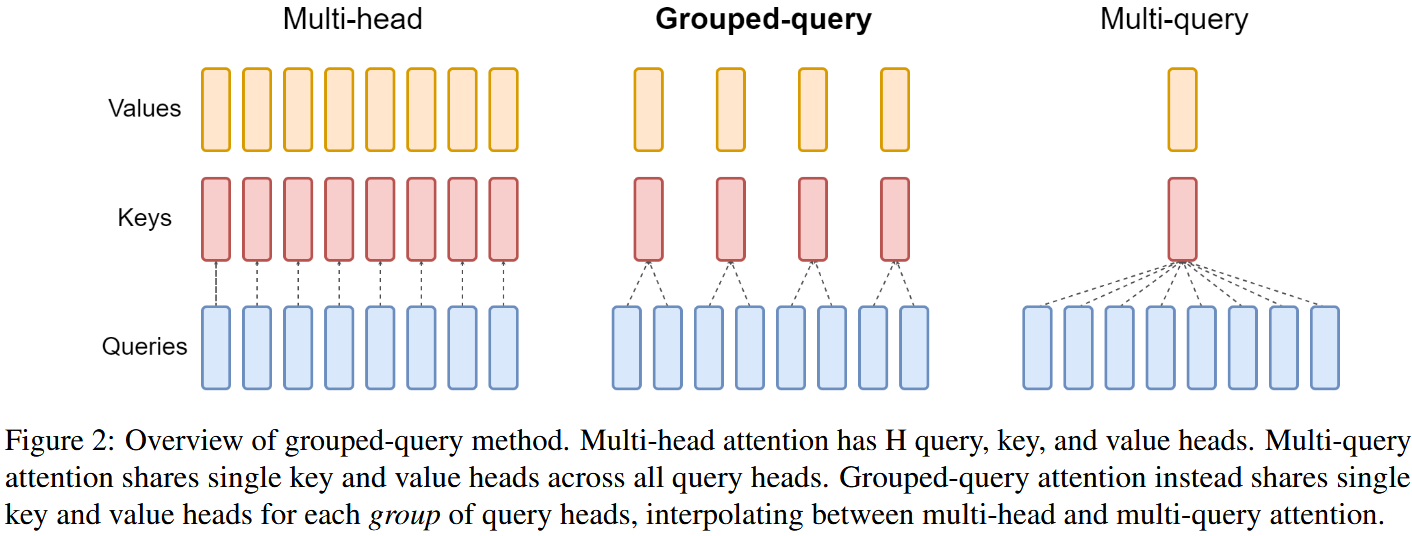 Multi-head
Grouped-query
Multi-query
Values
Keys
Queries
Figure 2: Overview of grouped-query method. Multi-head attention has H query, key, and value heads. Multi-query
attention shares single key and value heads across all query heads. Grouped-query attention instead shares single
key and value heads for each group of query heads, interpolating between multi-head and multi-query attention.